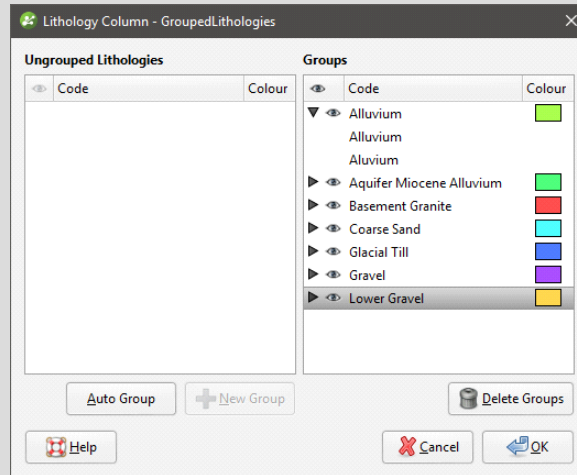 Lithology Column - GroupedLithologies
Ungrouped Lithologies
Code Colour
Groups
Code Colour
Alluvium
Alluvium
Aluvium
Aquifer Miocene Alluvium
Basement Granite
Coarse Sand
Glacial Till
Gravel
Lower Gravel
Auto Group
New Group
Delete Groups
Help
Cancel
OK